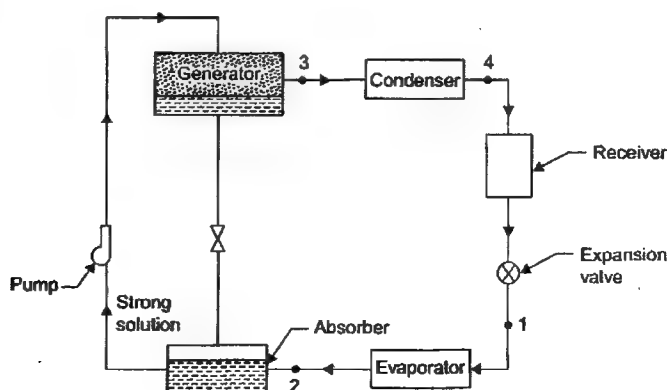 3
4
Generator
Condenser
Receiver
Expansion
valve
Pump
Strong
solution
Absorber
1
Evaporator
2